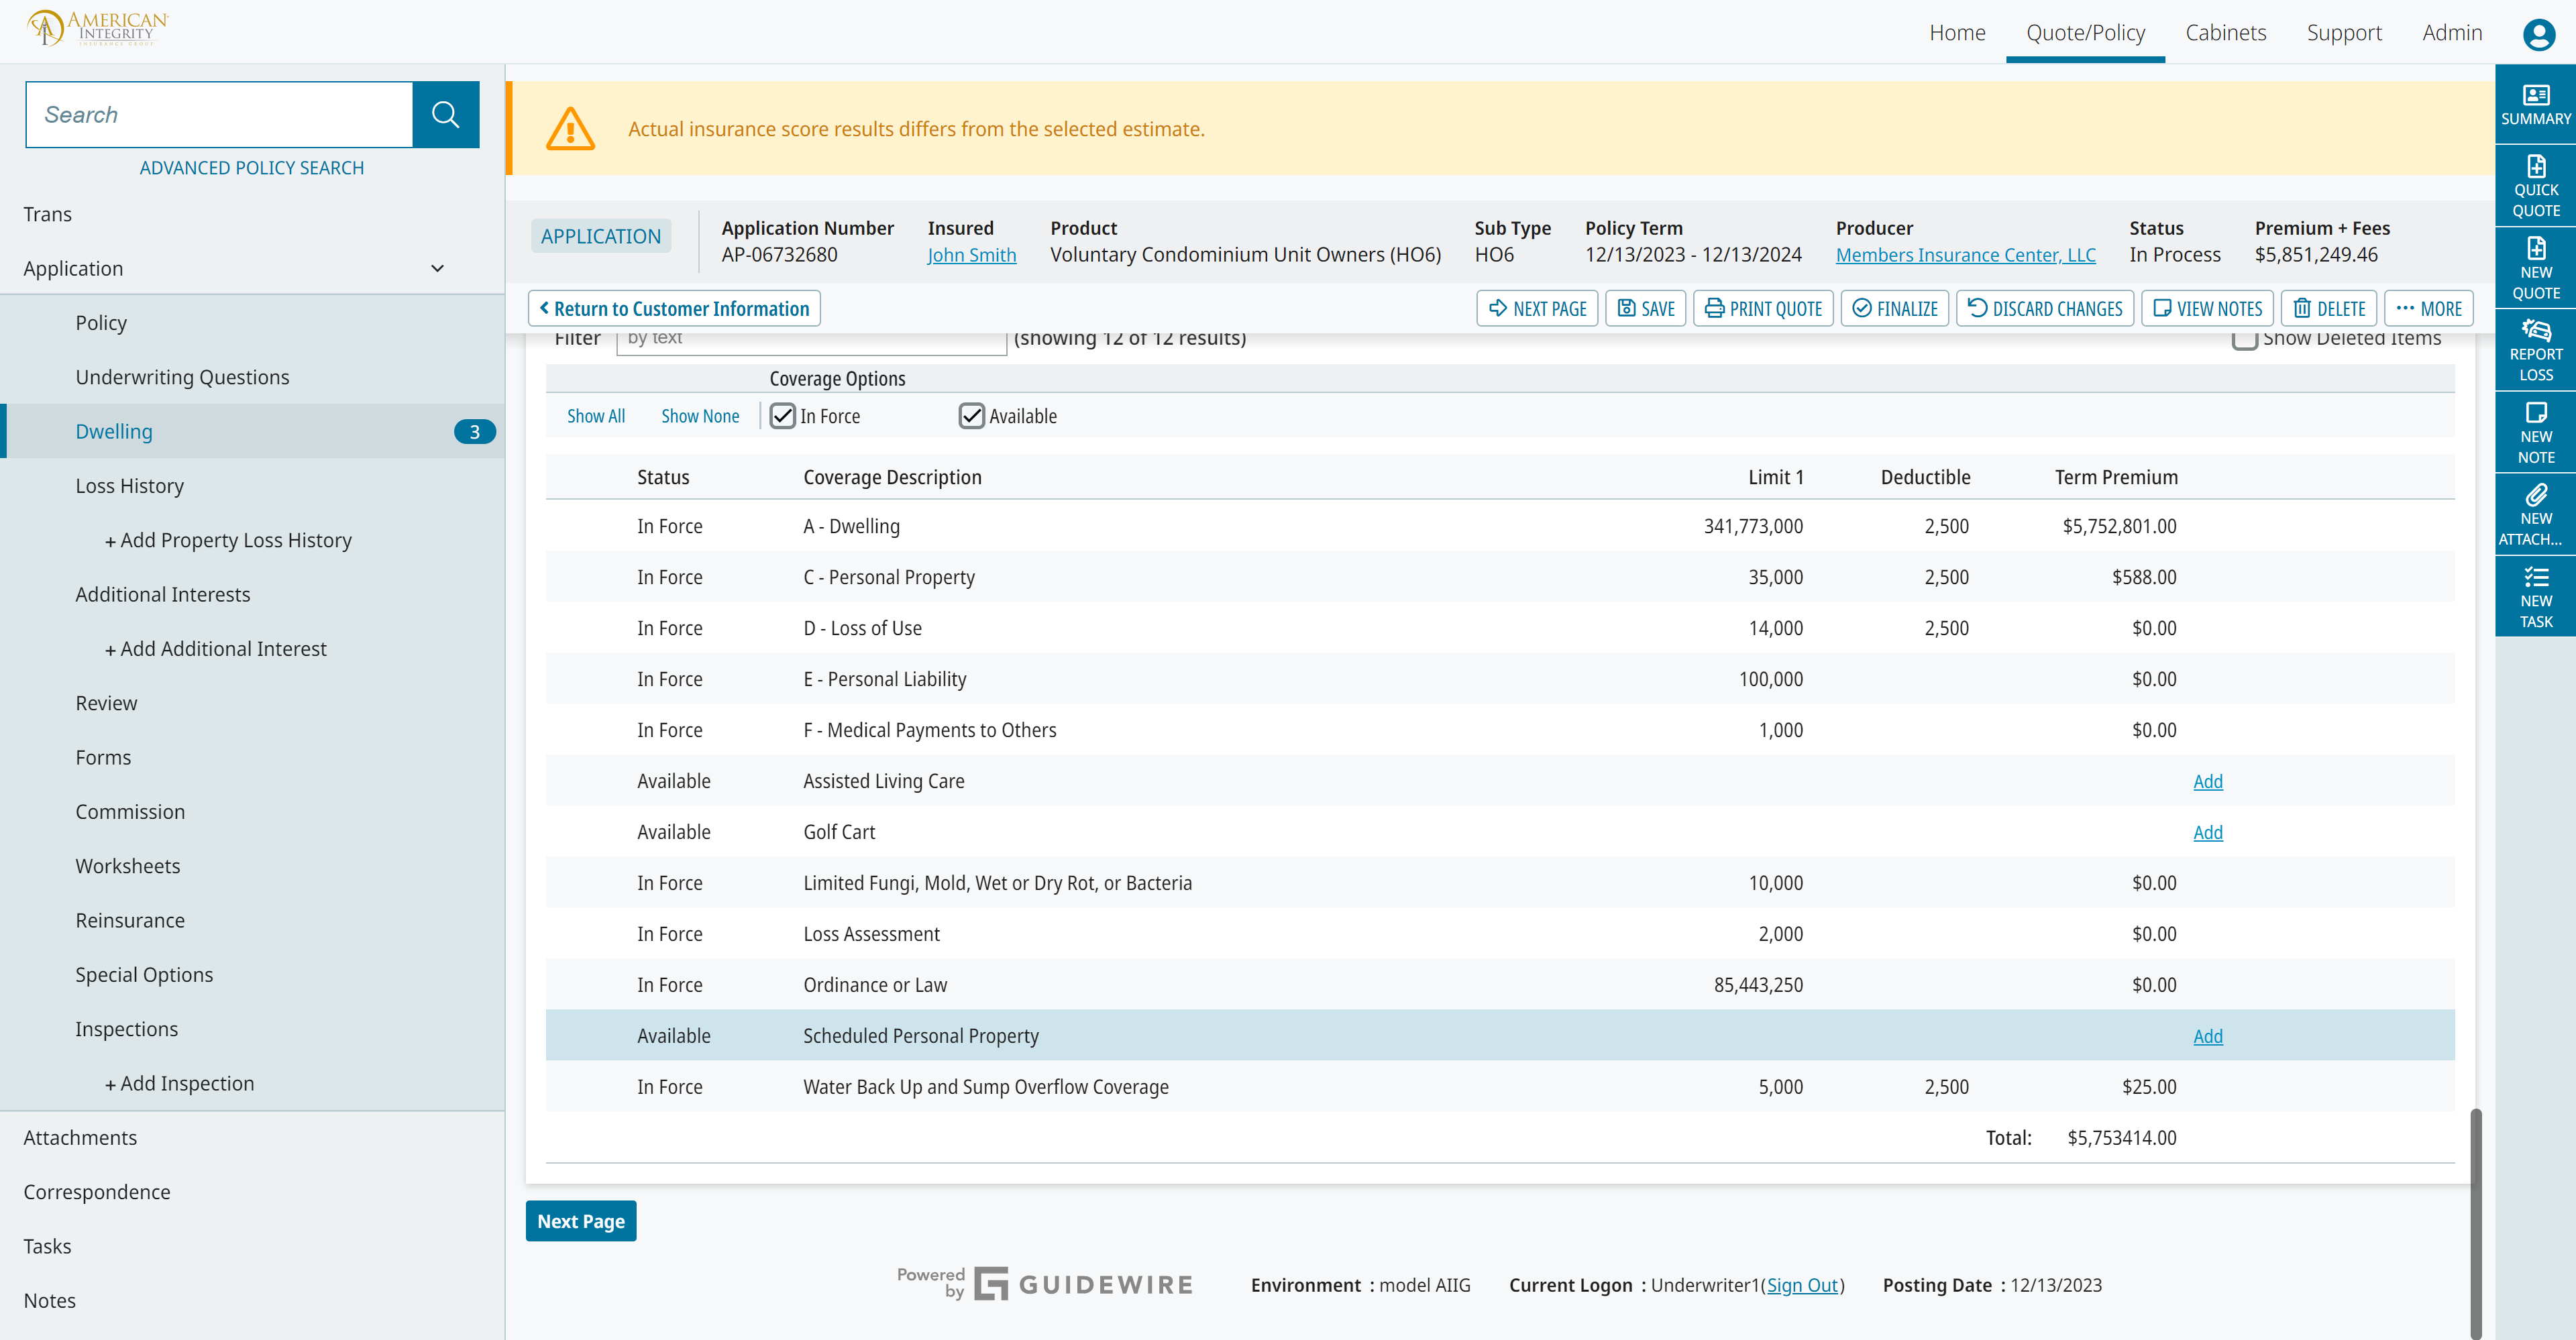 AMERICAN
INTEGRITY
INSURANCE GROUP
Home Quote/Policy Cabinets Support Admin
Search
ADVANCED POLICY SEARCH
Trans
Application
Policy
Underwriting Questions
Dwelling 3
Loss History
+ Add Property Loss History
Additional Interests
+ Add Additional Interest
Review
Forms
Commission
Worksheets
Reinsurance
Special Options
Inspections
+ Add Inspection
Attachments
Correspondence
Tasks
Notes
Actual insurance score results differs from the selected estimate.
APPLICATION
Application Number Insured Product Sub Type Policy Term Producer Status Premium + Fees
AP-06732680 John Smith Voluntary Condominium Unit Owners (HO6) HO6 12/13/2023 - 12/13/2024 Members Insurance Center, LLC In Process $5,851,249.46
Return to Customer Information NEXT PAGE SAVE PRINT QUOTE FINALIZE DISCARD CHANGES VIEW NOTES DELETE MORE
Filter by text (showing 12 of 12 results) Show Deleted Items
Coverage Options
Show All Show None In Force Available
Status Coverage Description Limit 1 Deductible Term Premium
In Force A - Dwelling 341,773,000 2,500 $5,752,801.00
In Force C - Personal Property 35,000 2,500 $588.00
In Force D - Loss of Use 14,000 2,500 $0.00
In Force E - Personal Liability 100,000 $0.00
In Force F - Medical Payments to Others 1,000 $0.00
Available Assisted Living Care Add
Available Golf Cart Add
In Force Limited Fungi, Mold, Wet or Dry Rot, or Bacteria 10,000 $0.00
In Force Loss Assessment 2,000 $0.00
In Force Ordinance or Law 85,443,250 $0.00
Available Scheduled Personal Property Add
In Force Water Back Up and Sump Overflow Coverage 5,000 2,500 $25.00
Total: $5,753414.00
Next Page
Powered
by GUIDEWIRE
Environment : model AIIG Current Logon : Underwriter1(Sign Out) Posting Date : 12/13/2023
SUMMARY
QUICK
QUOTE
NEW
QUOTE
REPORT
LOSS
NEW
NOTE
NEW
ATTACH...
NEW
TASK